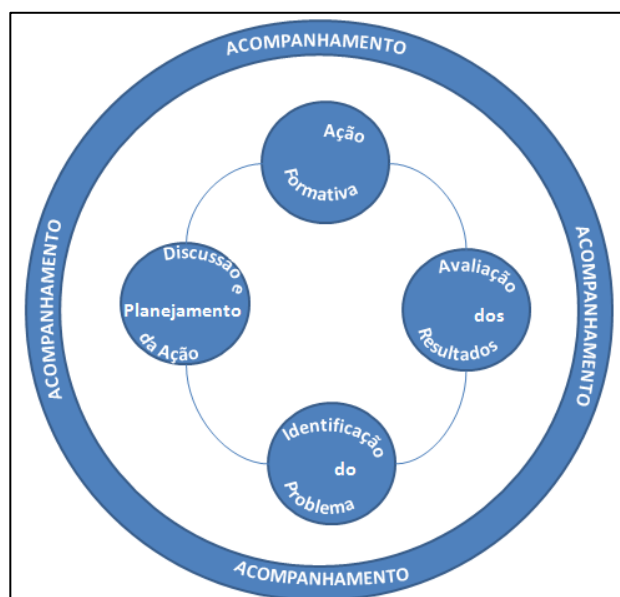 ACOMPANHAMENTO
Ação
Formativa
ACOMPANHAMENTO
Discussão e
Planejamento
da Ação
Avaliação
dos
Resultados
ACOMPANHAMENTO
Identificação
do
Problema
ACOMPANHAMENTO